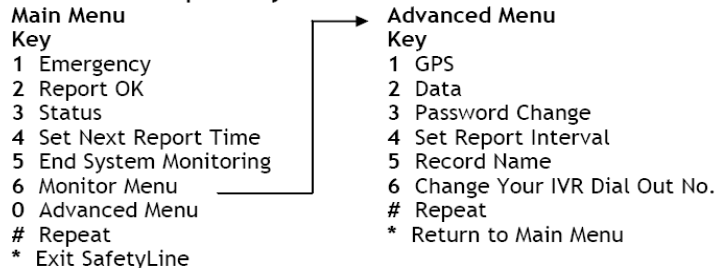 Main Menu
Key
1 Emergency
2 Report OK
3 Status
4 Set Next Report Time
5 End System Monitoring
6 Monitor Menu
0 Advanced Menu
# Repeat
* Exit SafetyLine
Advanced Menu
Key
1 GPS
2 Data
3 Password Change
4 Set Report Interval
5 Record Name
6 Change Your IVR Dial Out No.
# Repeat
* Return to Main Menu